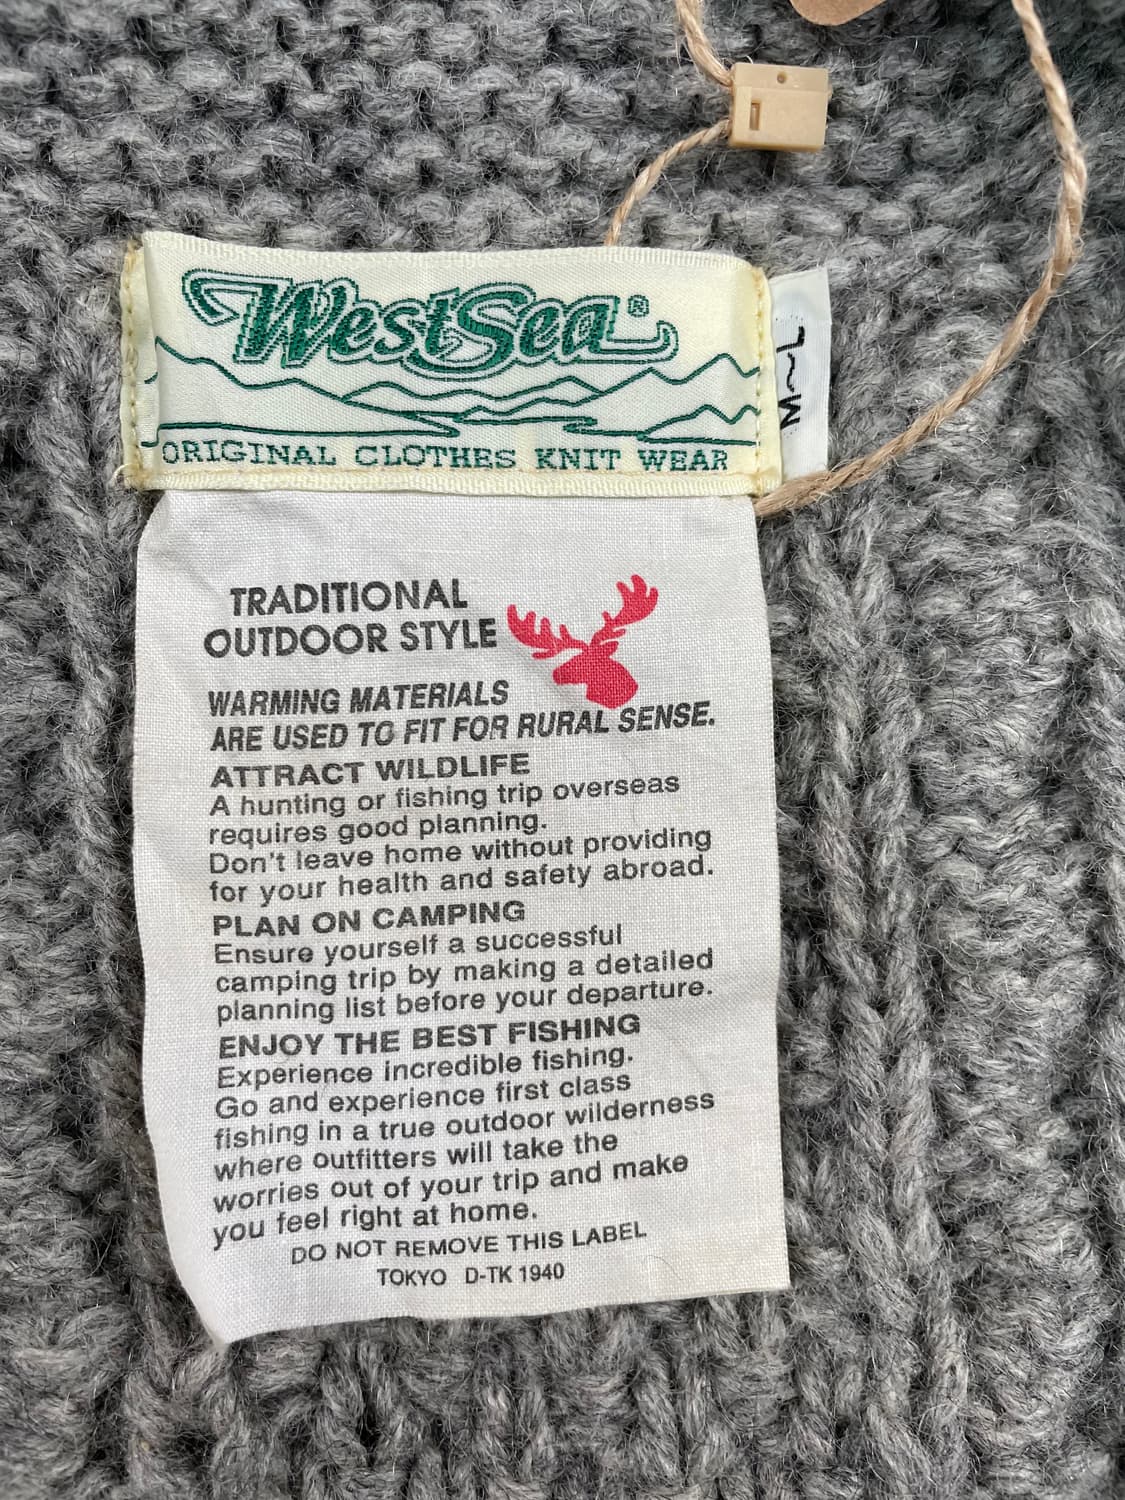 WestSea®
ORIGINAL CLOTHES KNIT WEAR
M~L
TRADITIONAL
OUTDOOR STYLE
WARMING MATERIALS
ARE USED TO FIT FOR RURAL SENSE.
ATTRACT WILDLIFE
A hunting or fishing trip overseas
requires good planning.
Don't leave home without providing
for your health and safety abroad.
PLAN ON CAMPING
Ensure yourself a successful
camping trip by making a detailed
planning list before your departure.
ENJOY THE BEST FISHING
Experience incredible fishing.
Go and experience first class
fishing in a true outdoor wilderness
where outfitters will take the
worries out of your trip and make
you feel right at home.
DO NOT REMOVE THIS LABEL
TOKYO D-TK 1940